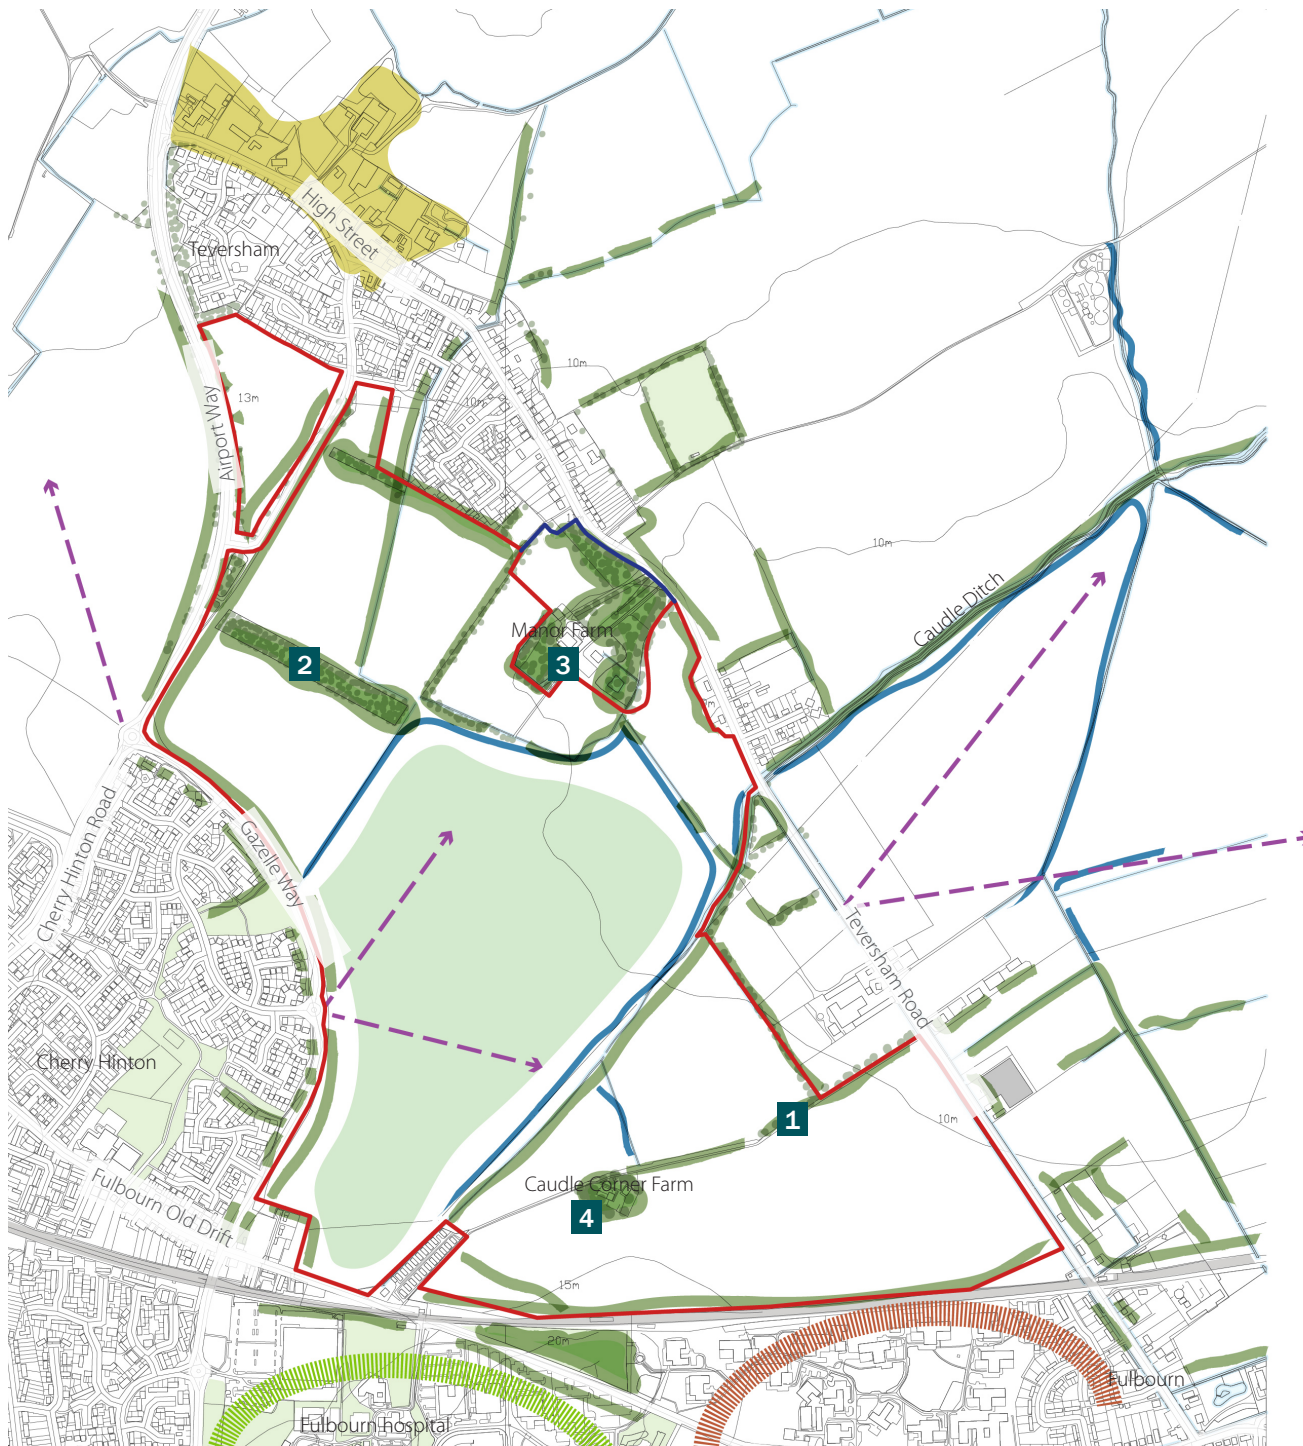 High Street
Teversham
Airport Way
13m
10m
10m
10m
Caudle Ditch
Manor Farm
2
3
Cherry Hinton Road
Gazelle Way
Teversham Road
Cherry Hinton
1
10m
Fulbourn Old Drift
Caudle Corner Farm
4
15m
20m
Fulbourn
Fulbourn hospital